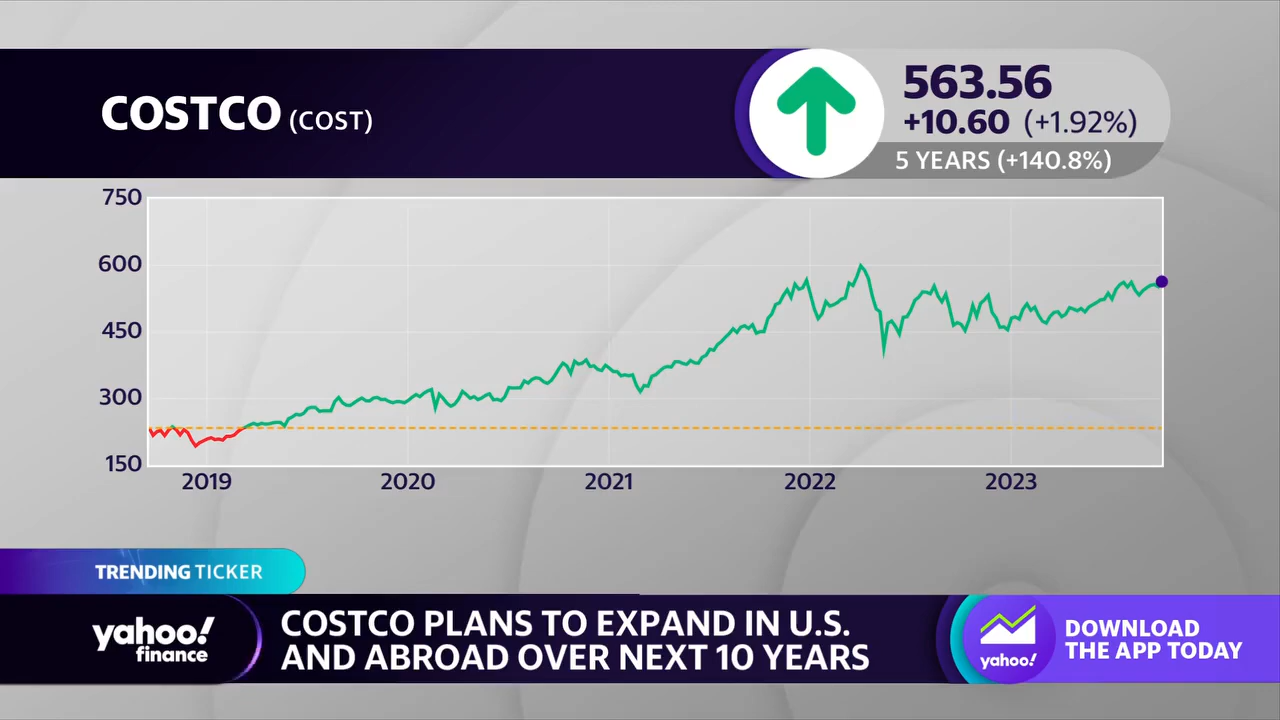 COSTCO (COST)
563.56
+10.60 (+1.92%)
5 YEARS (+140.8%)
750
600
450
300
150
2019 2020 2021 2022 2023
TRENDING TICKER
yahoo!
finance
COSTCO PLANS TO EXPAND IN U.S.
AND ABROAD OVER NEXT 10 YEARS
yahoo!
DOWNLOAD
THE APP TODAY